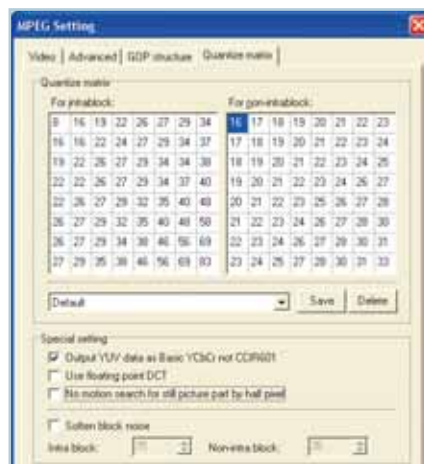 MPEG Setting
Video Advanced GOP structure Quantize matrix
Quantize matrix
For intrablock: For non-intrablock:
8 16 19 22 26 27 29 34 16 17 18 19 20 21 22 23
16 16 22 24 27 29 34 37 17 18 19 20 21 22 23 24
19 22 26 27 29 34 34 38 18 19 20 21 22 23 24 25
22 22 26 27 29 34 37 40 19 20 21 22 23 24 26 27
22 26 27 29 32 35 40 48 20 21 22 23 25 26 27 28
26 27 29 32 35 40 48 58 21 22 23 24 26 27 28 30
26 27 29 34 38 46 56 69 22 23 24 26 27 28 30 31
27 29 35 38 46 56 69 83 23 24 25 27 28 30 31 33
Default Save Delete
Special setting
Output YUV data as Basic YCbCr not CCIR601
Use floating point DCT
No motion search for still picture part by half pixel
Soften block noise
Intra block: Non-intra block: